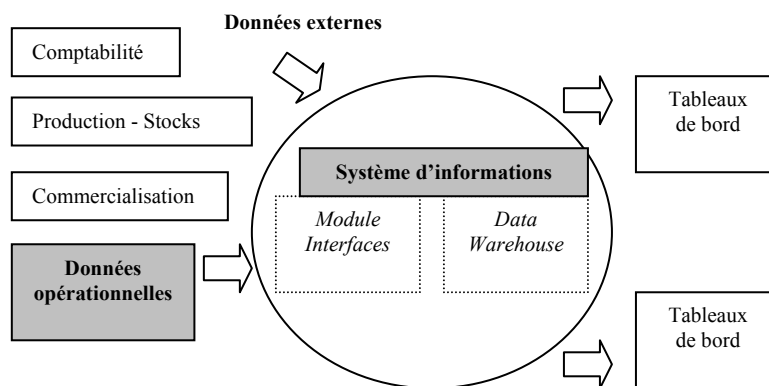 Données externes
Comptabilité
Production - Stocks
Commercialisation
Données
opérationnelles
Système d'informations
Module
Interfaces
Data
Warehouse
Tableaux
de bord
Tableaux
de bord